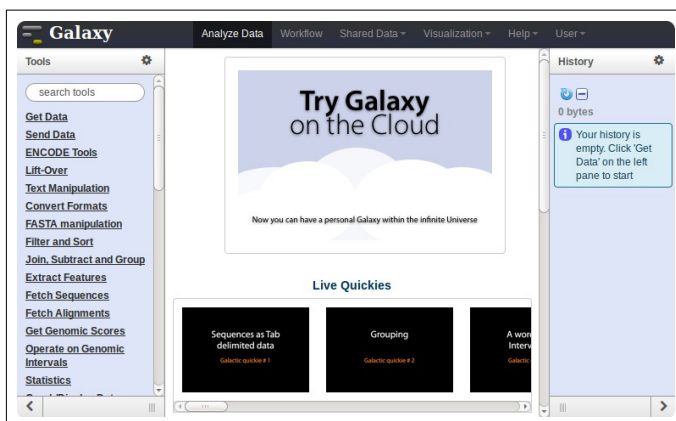 Galaxy
Analyze Data
Workflow
Shared Data
Visualization
Help
User
Tools
search tools
Get Data
Send Data
ENCODE Tools
Lift-Over
Text Manipulation
Convert Formats
FASTA manipulation
Filter and Sort
Join, Subtract and Group
Extract Features
Fetch Sequences
Fetch Alignments
Get Genomic Scores
Operate on Genomic
Intervals
Statistics
Try Galaxy
on the Cloud
Now you can have a personal Galaxy within the infinite Universe
Live Quickies
Sequences as Tab
delimited data
Galactic quickie # 1
Grouping
Galactic quickie # 2
A wor
Interv
Galactic
History
0 bytes
Your history is
empty. Click 'Get
Data' on the left
pane to start